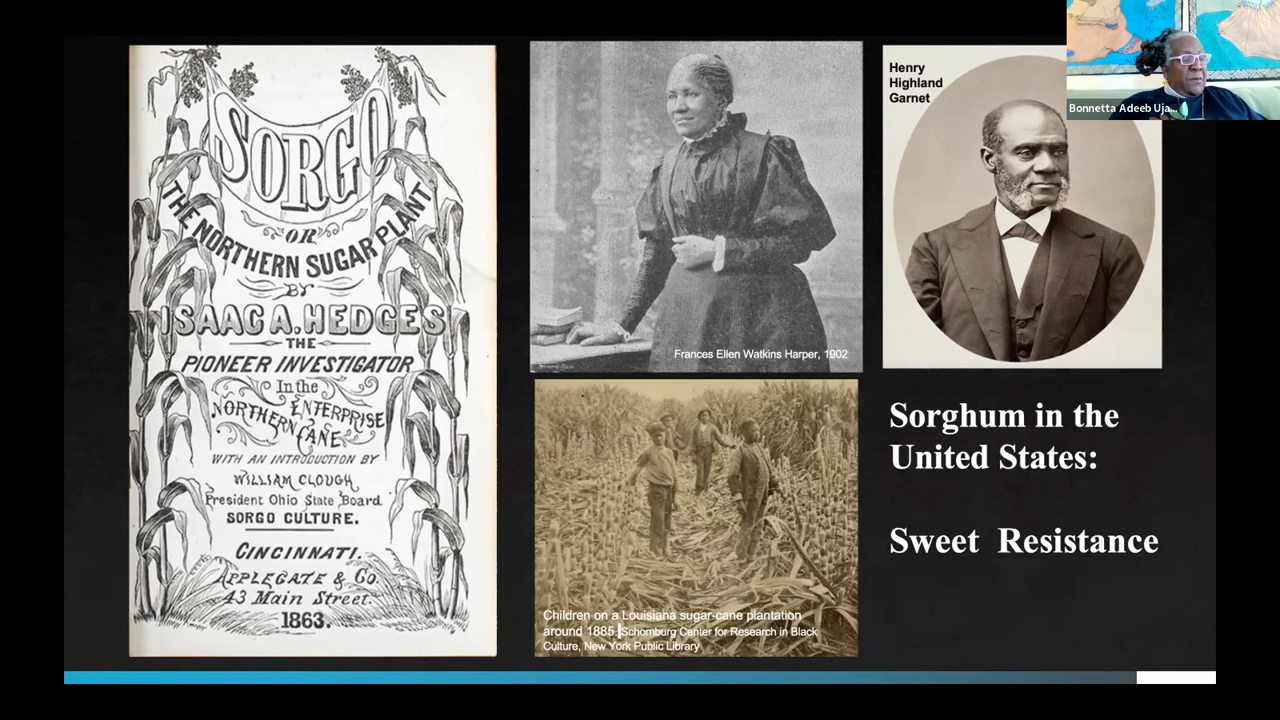 SORGO
OR
THE NORTHERN SUGAR PLANT,
BY
ISAAC A. HEDGES
THE
PIONEER INVESTIGATOR
In the
NORTHERN CANE ENTERPRISE
WITH AN INTRODUCTION BY
WILLIAM CLOUGH,
President Ohio State Board
SORGO CULTURE.
CINCINNATI.
APPLEGATE & Co.
43 Main Street.
1863.
Frances Ellen Watkins Harper, 1902
Children on a Louisiana sugar-cane plantation
around 1885. Schomburg Center for Research in Black
Culture, New York Public Library
Henry
Highland
Garnet
Bonnetta Adeeb Uja...
Sorghum in the
United States:
Sweet Resistance